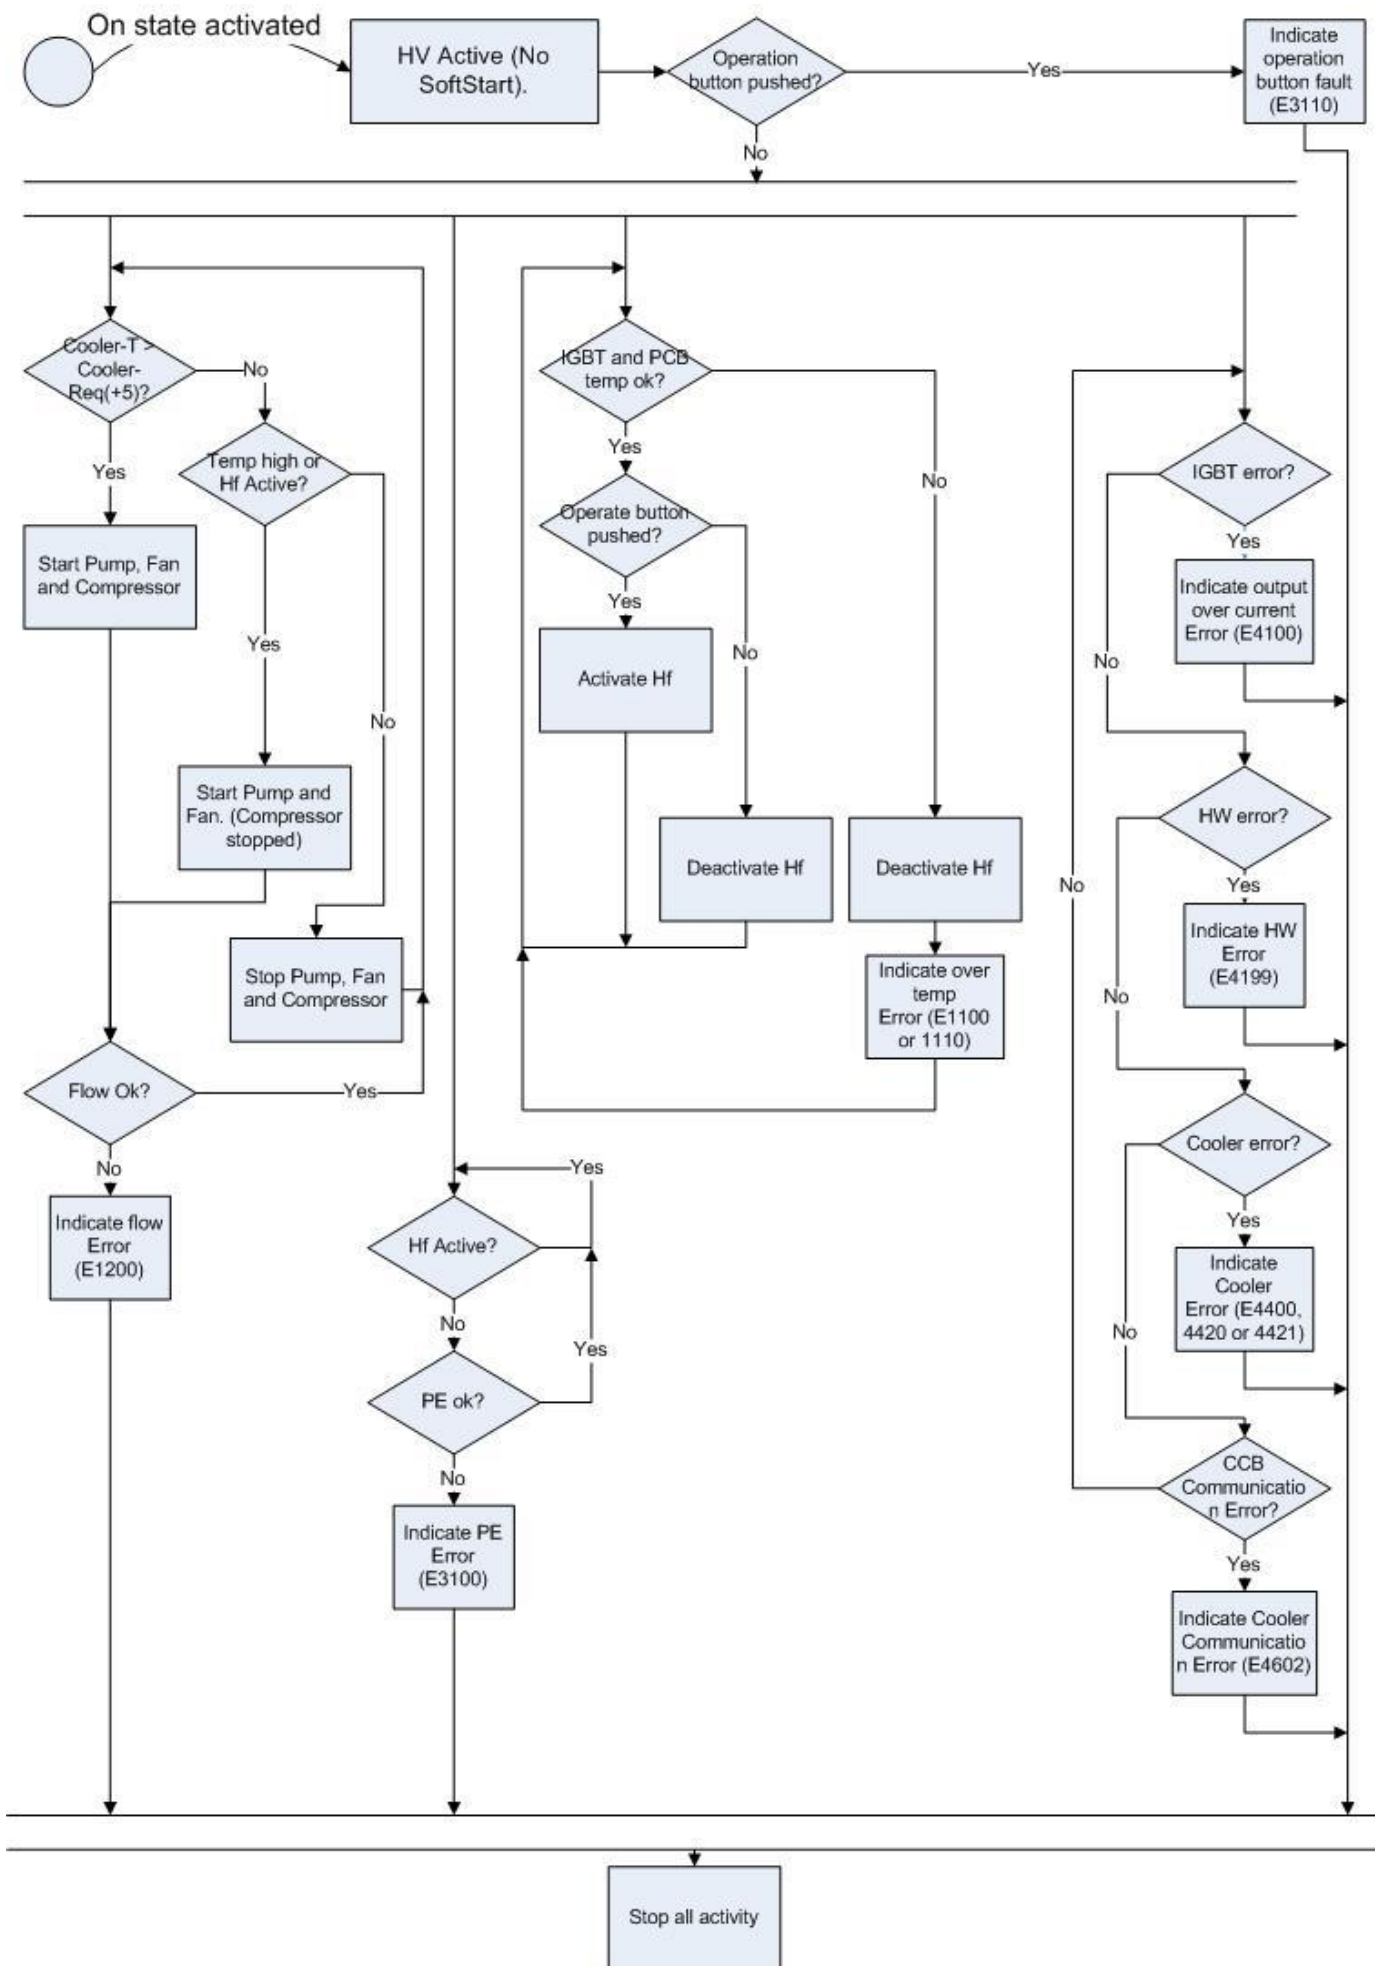 On state activated
HV Active (No
SoftStart).
Operation
button pushed?
Yes
Indicate
operation
button fault
(E3110)
No
Cooler-T >
Cooler-
Req(+5)?
No
Yes
Temp high or
Hf Active?
Start Pump, Fan
and Compressor
Yes
No
Start Pump and
Fan. (Compressor
stopped)
Stop Pump, Fan
and Compressor
Flow Ok?
Yes
No
Indicate flow
Error
(E1200)
Yes
Hf Active?
No
Yes
PE ok?
No
Indicate PE
Error
(E3100)
IGBT and PCB
temp ok?
Yes
No
Operate button
pushed?
Yes
No
Activate Hf
Deactivate Hf
Deactivate Hf
Indicate over
temp
Error (E1100
or 1110)
IGBT error?
Yes
Indicate output
over current
Error (E4100)
No
HW error?
No
Yes
Indicate HW
Error
(E4199)
No
Cooler error?
Yes
Indicate
Cooler
Error (E4400,
4420 or 4421)
No
CCB
Communicatio
n Error?
Yes
Indicate Cooler
Communicatio
n Error (E4602)
Stop all activity